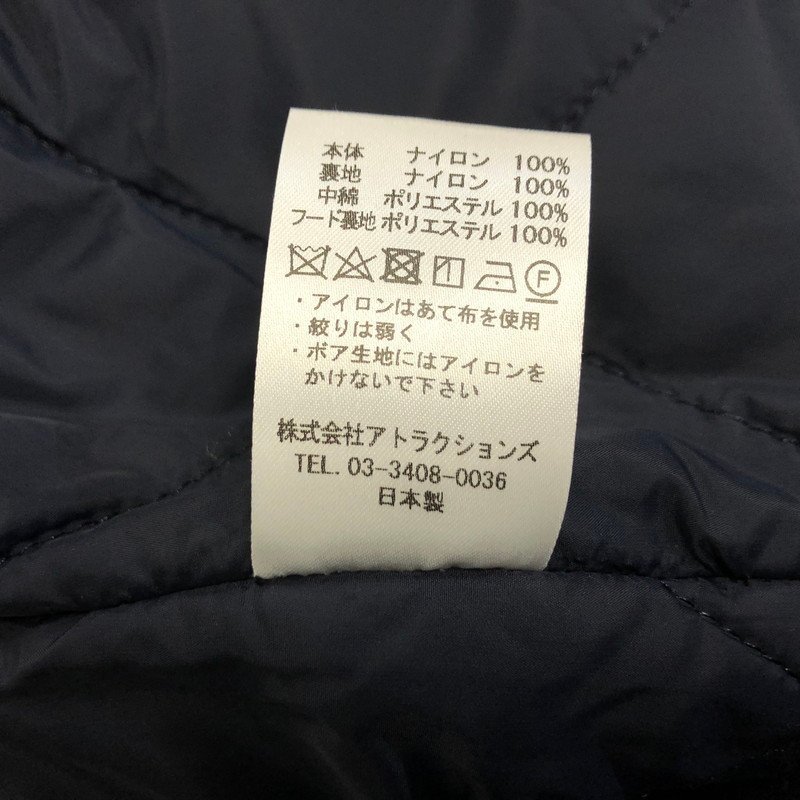 本体 ナイロン 100%
裏地 ナイロン 100%
中綿 ポリエステル 100%
フード裏地 ポリエステル 100%
F
・アイロンはあて布を使用
・絞りは弱く
・ボア生地にはアイロンを
かけないで下さい
株式会社アトラクションズ
TEL. 03-3408-0036
日本製